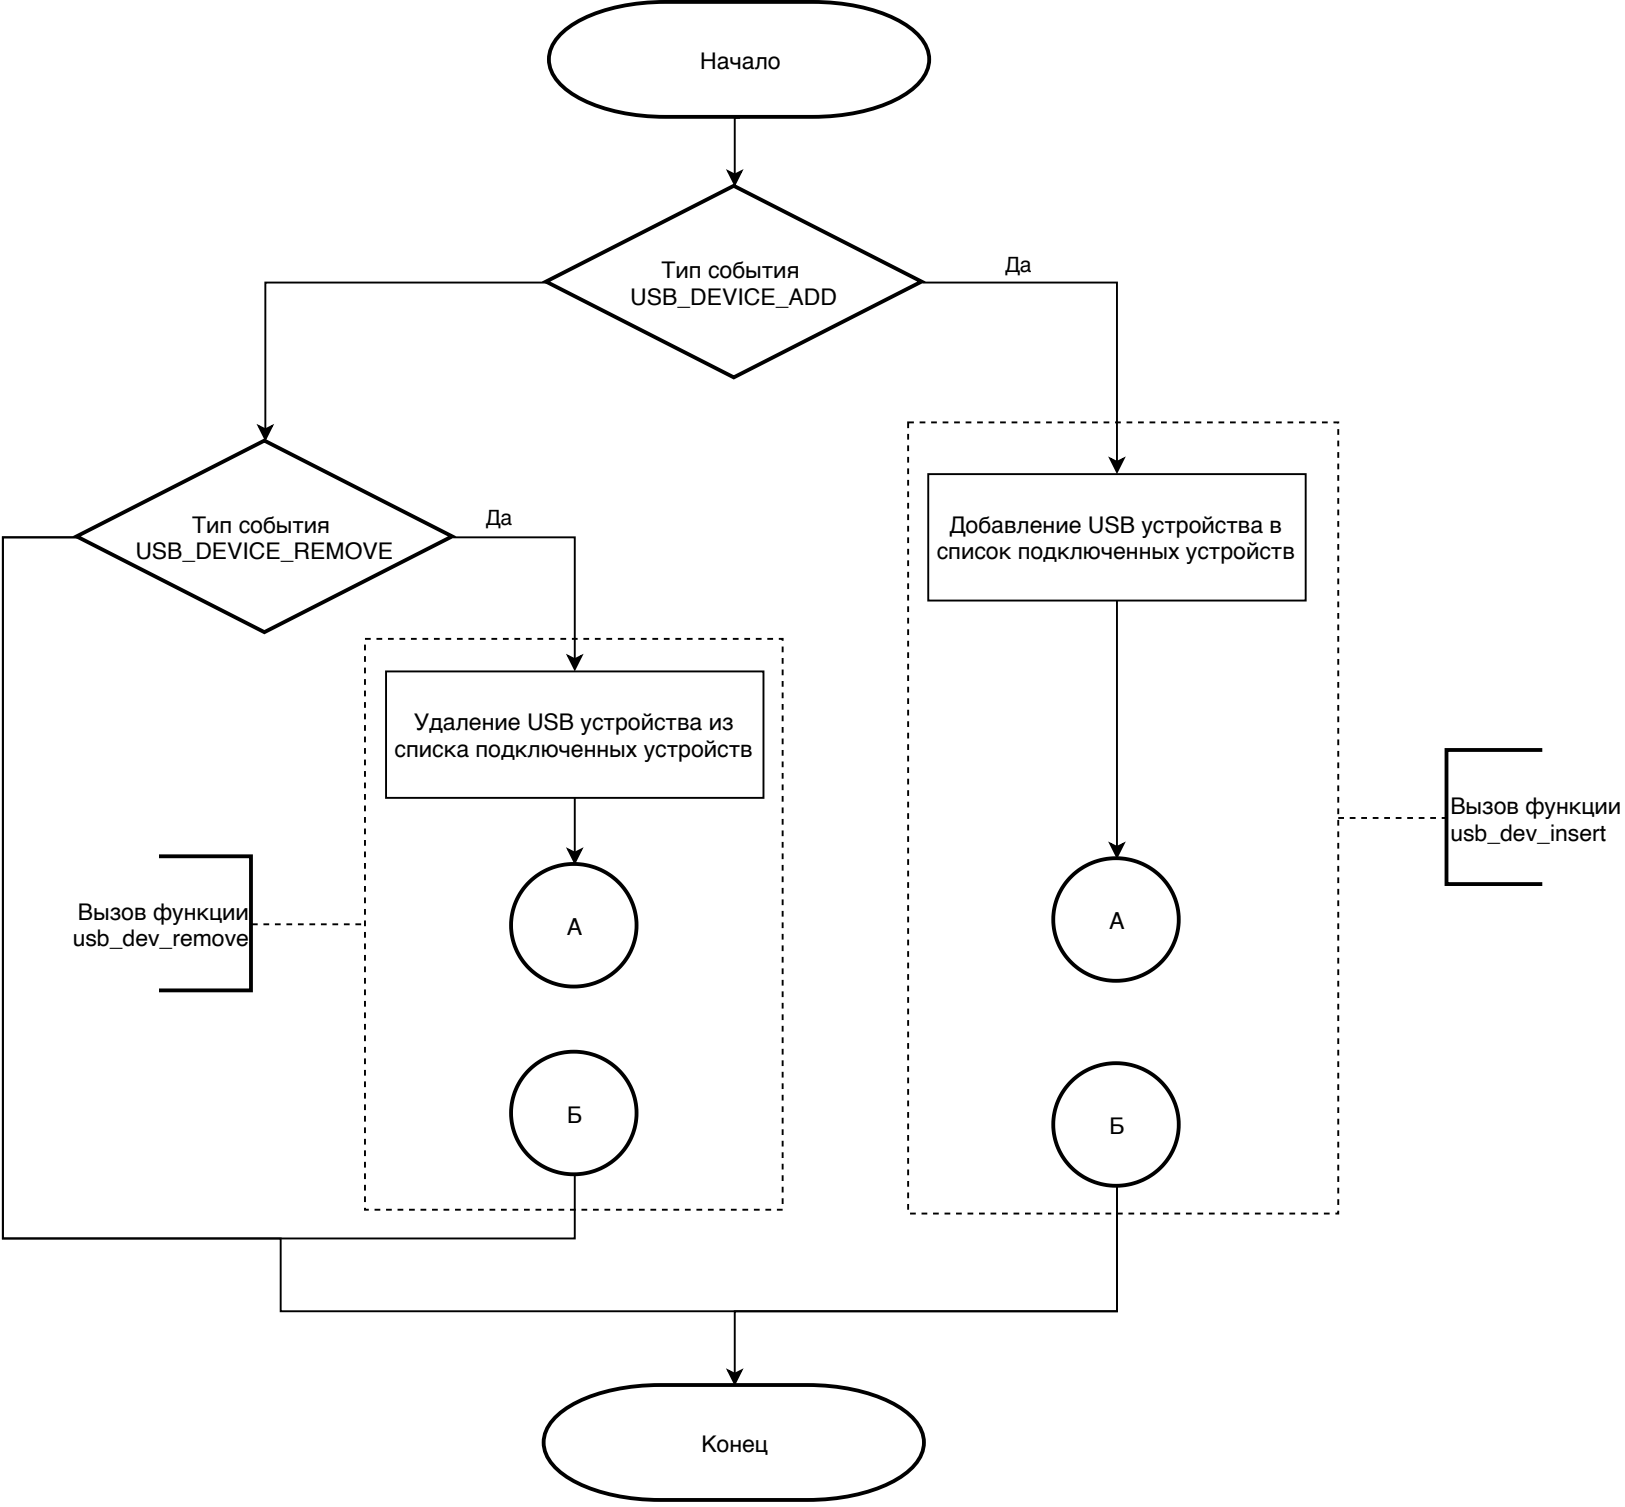 Начало
Тип события
USB_DEVICE_ADD
Да
Тип события
USB_DEVICE_REMOVE
Да
Добавление USB устройства в
список подключенных устройств
Удаление USB устройства из
списка подключенных устройств
Вызов функции
usb_dev_insert
Вызов функции
usb_dev_remove
А
А
Б
Б
Конец